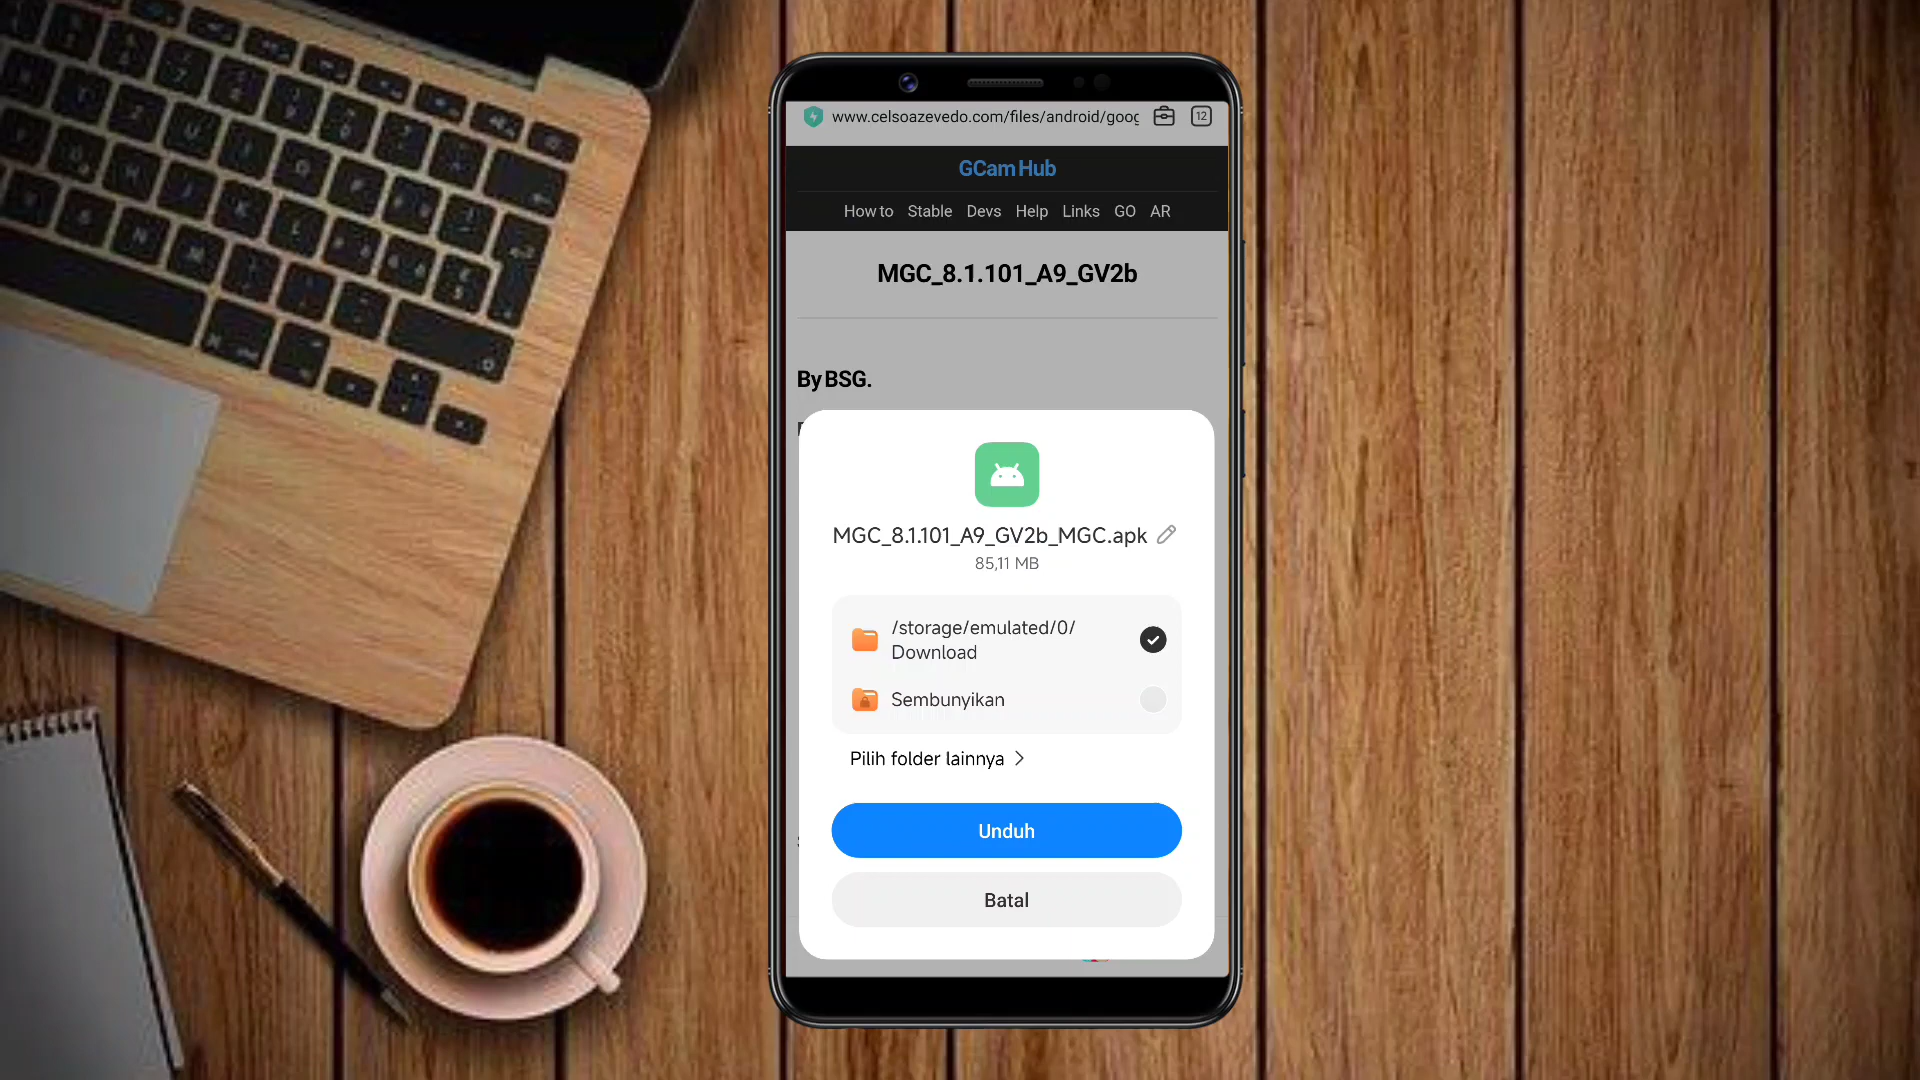 www.celsoazevedo.com/files/android/goog
12
GCam Hub
How to Stable Devs Help Links GO AR
MGC_8.1.101_A9_GV2b
By BSG.
MGC_8.1.101_A9_GV2b_MGC.apk
85,11 MB
/storage/emulated/0/
Download
Sembunyikan
Pilih folder lainnya
Unduh
Batal